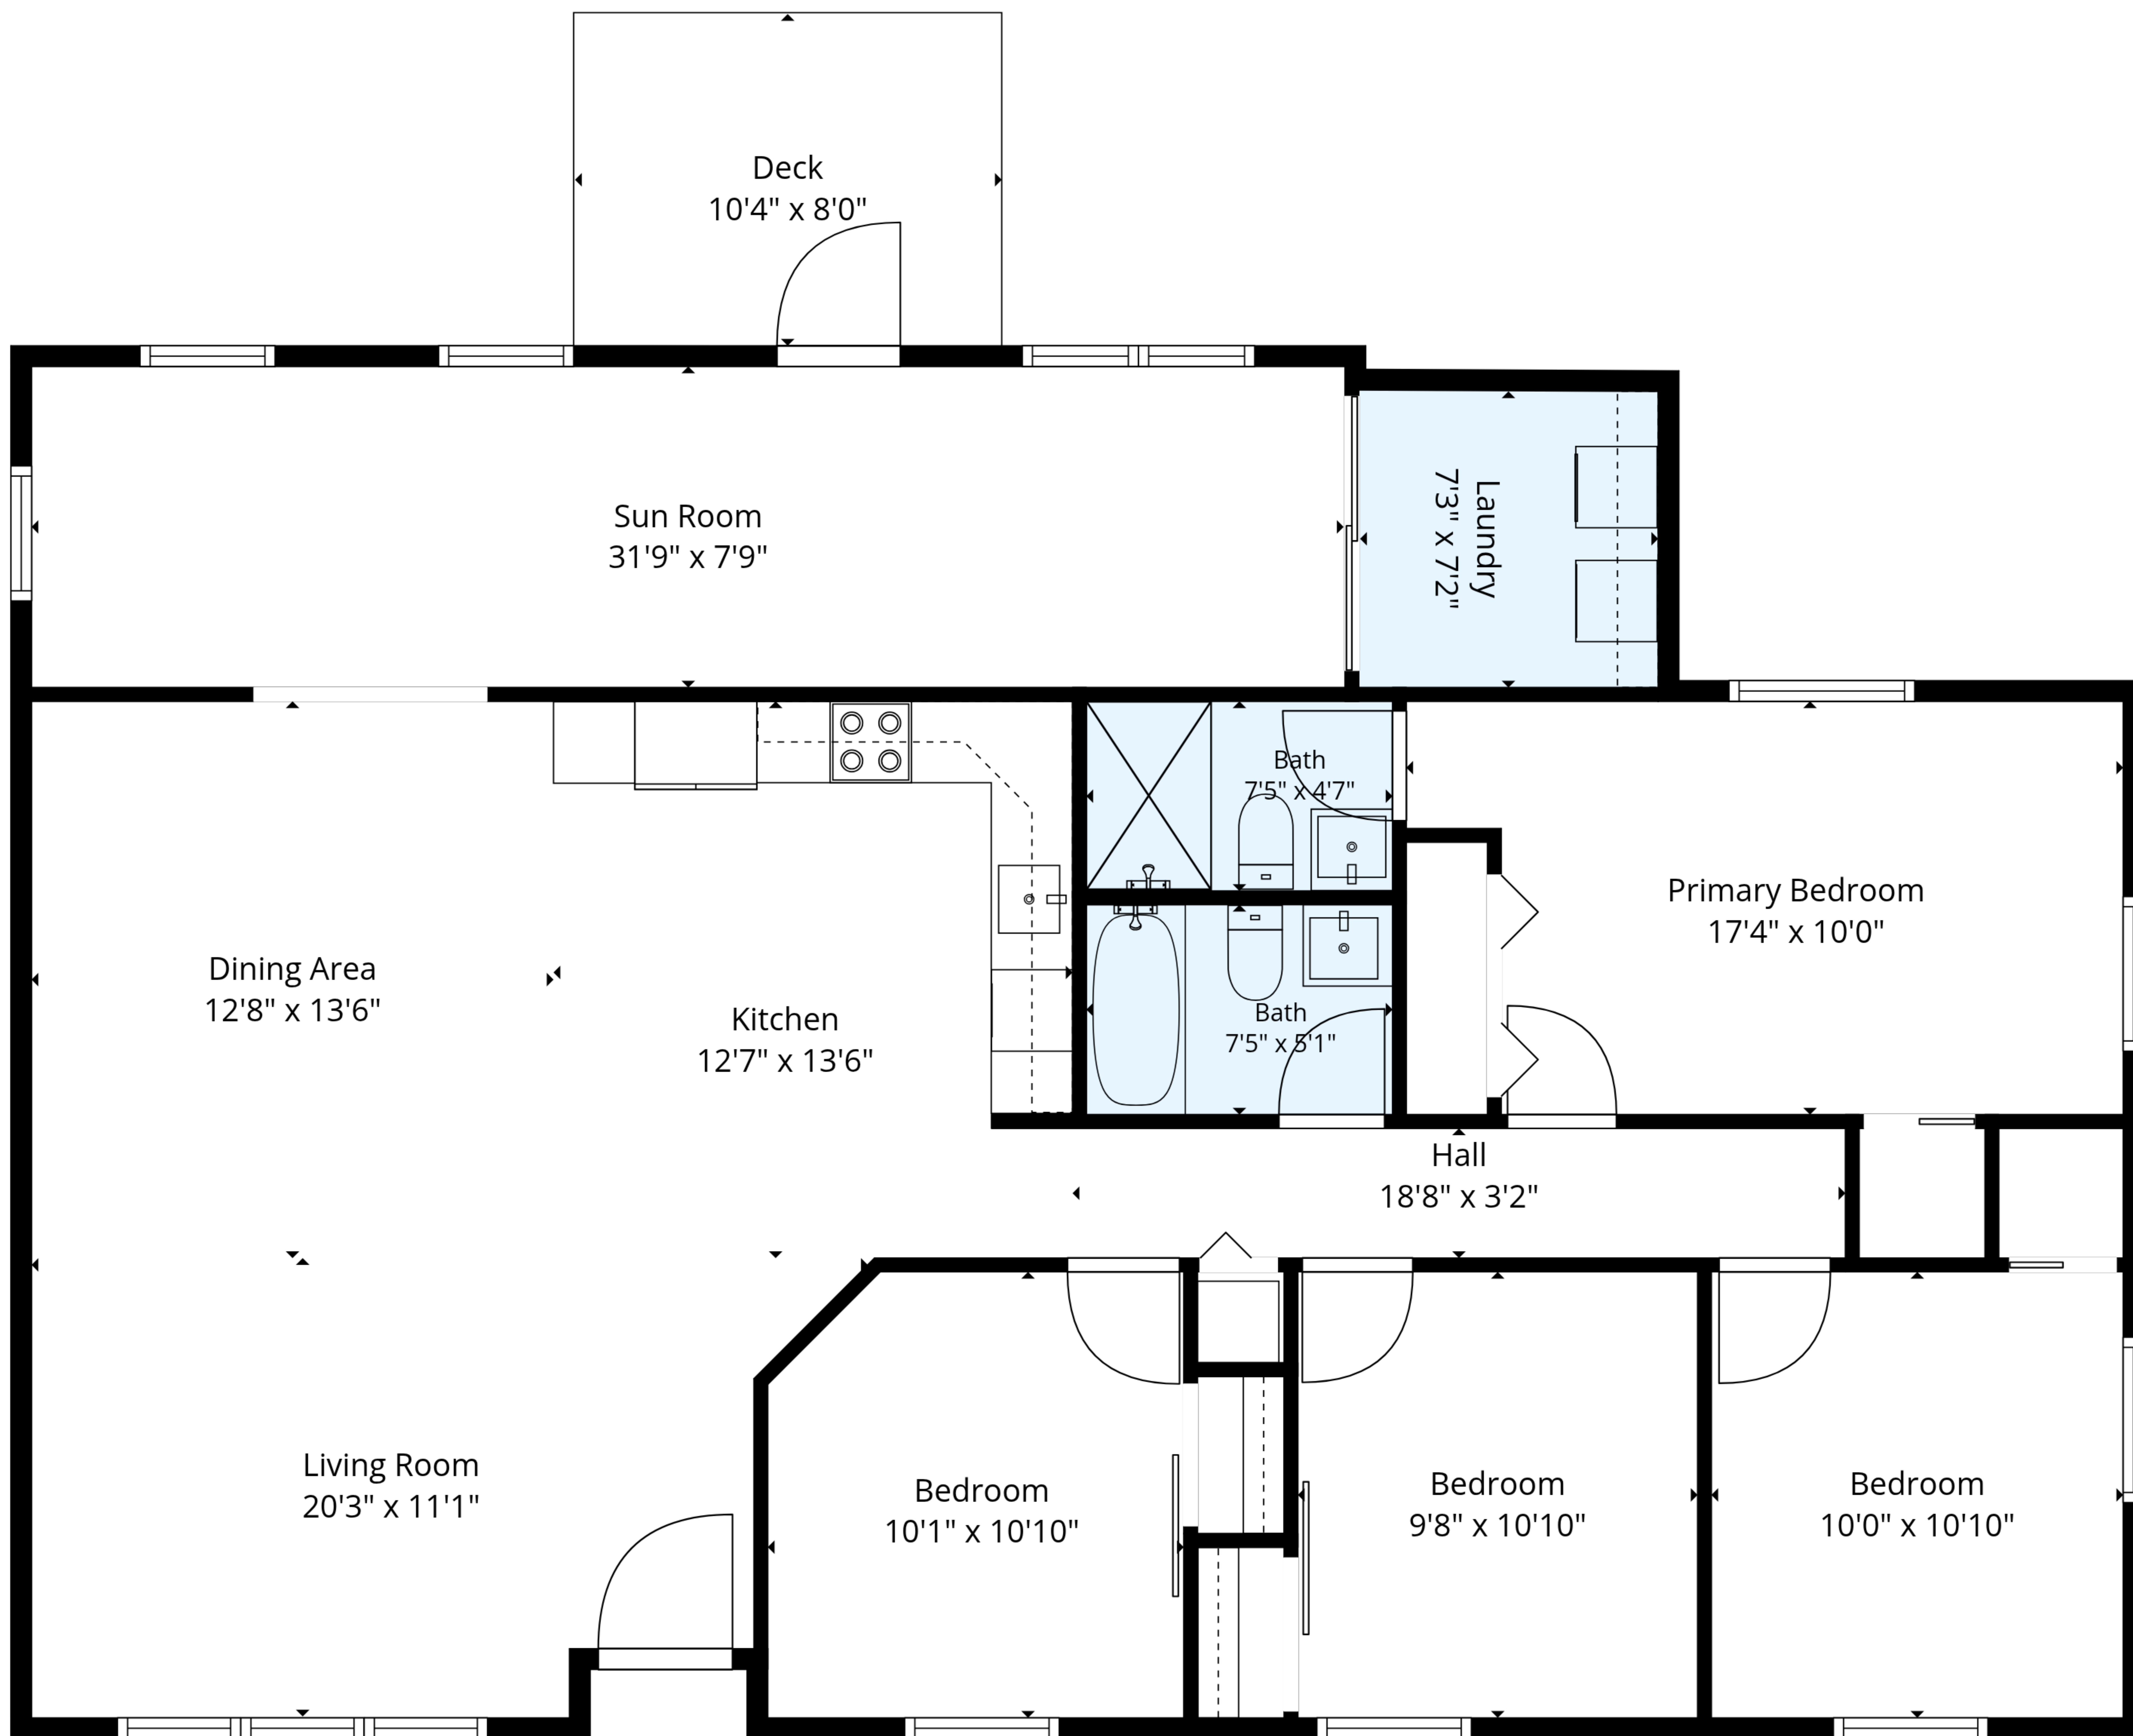 Deck
10'4" x 8'0"
Sun Room
31'9" x 7'9"
Laundry
7'3" x 7'2"
Bath
7'5" x 4'7"
Primary Bedroom
17'4" x 10'0"
Dining Area
12'8" x 13'6"
Kitchen
12'7" x 13'6"
Bath
7'5" x 5'1"
Hall
18'8" x 3'2"
Living Room
20'3" x 11'1"
Bedroom
10'1" x 10'10"
Bedroom
9'8" x 10'10"
Bedroom
10'0" x 10'10"